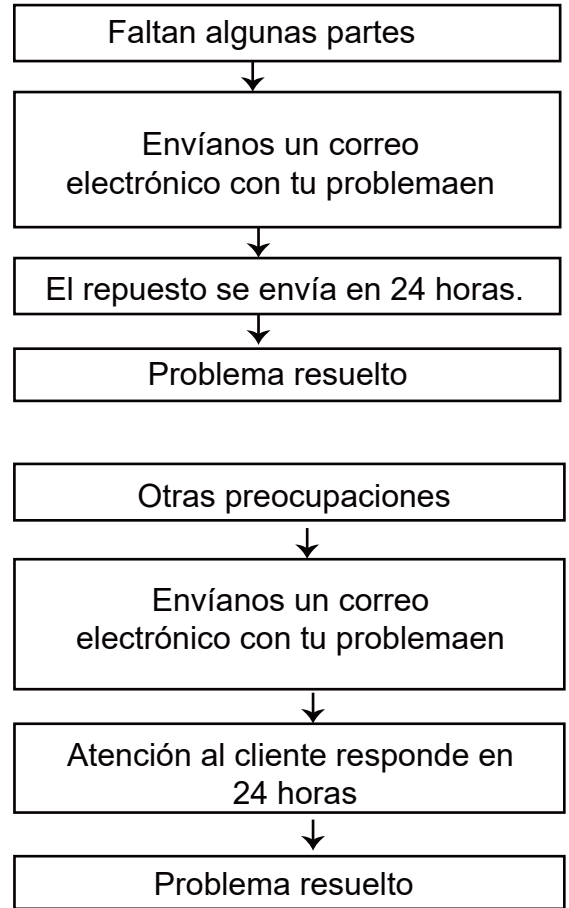 Faltan algunas partes
Envíanos un correo
electrónico con tu problemaen
El repuesto se envía en 24 horas.
Problema resuelto
Otras preocupaciones
Envíanos un correo
electrónico con tu problemaen
Atención al cliente responde en
24 horas
Problema resuelto